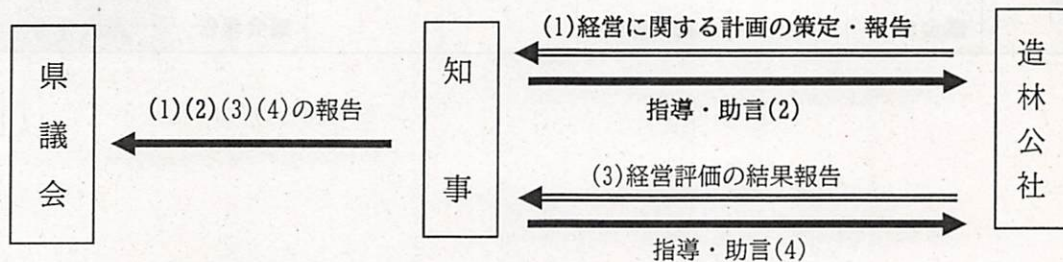 県議会
(1)(2)(3)(4)の報告
知事
(1)経営に関する計画の策定・報告
指導・助言(2)
(3)経営評価の結果報告
指導・助言(4)
造林公社